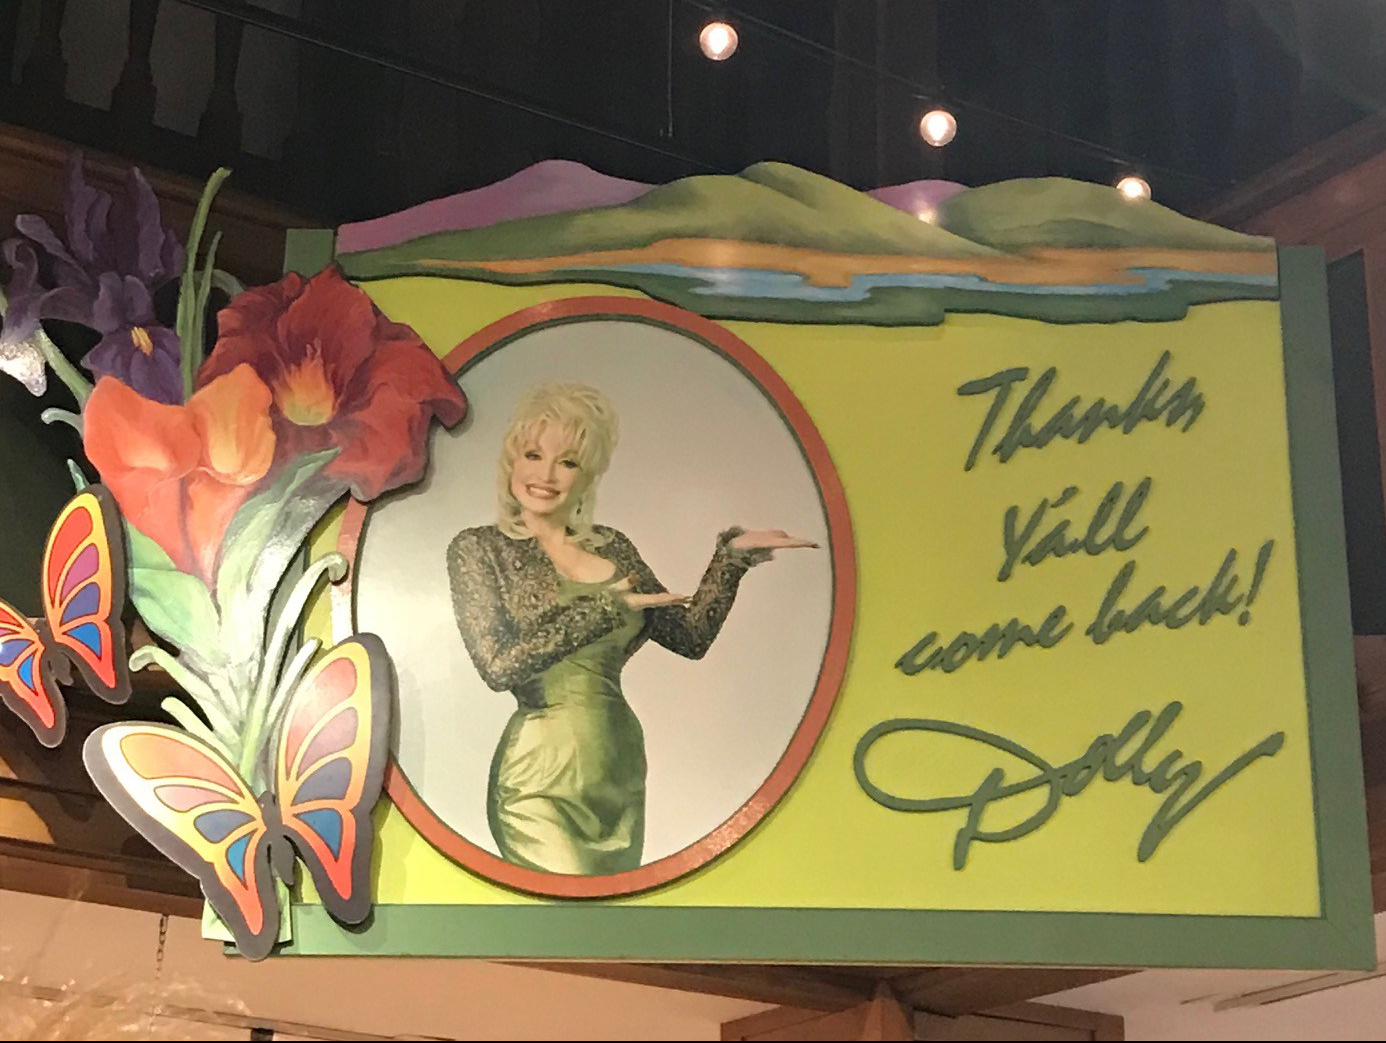 Thanks,
Y'all
come back!
Dolly